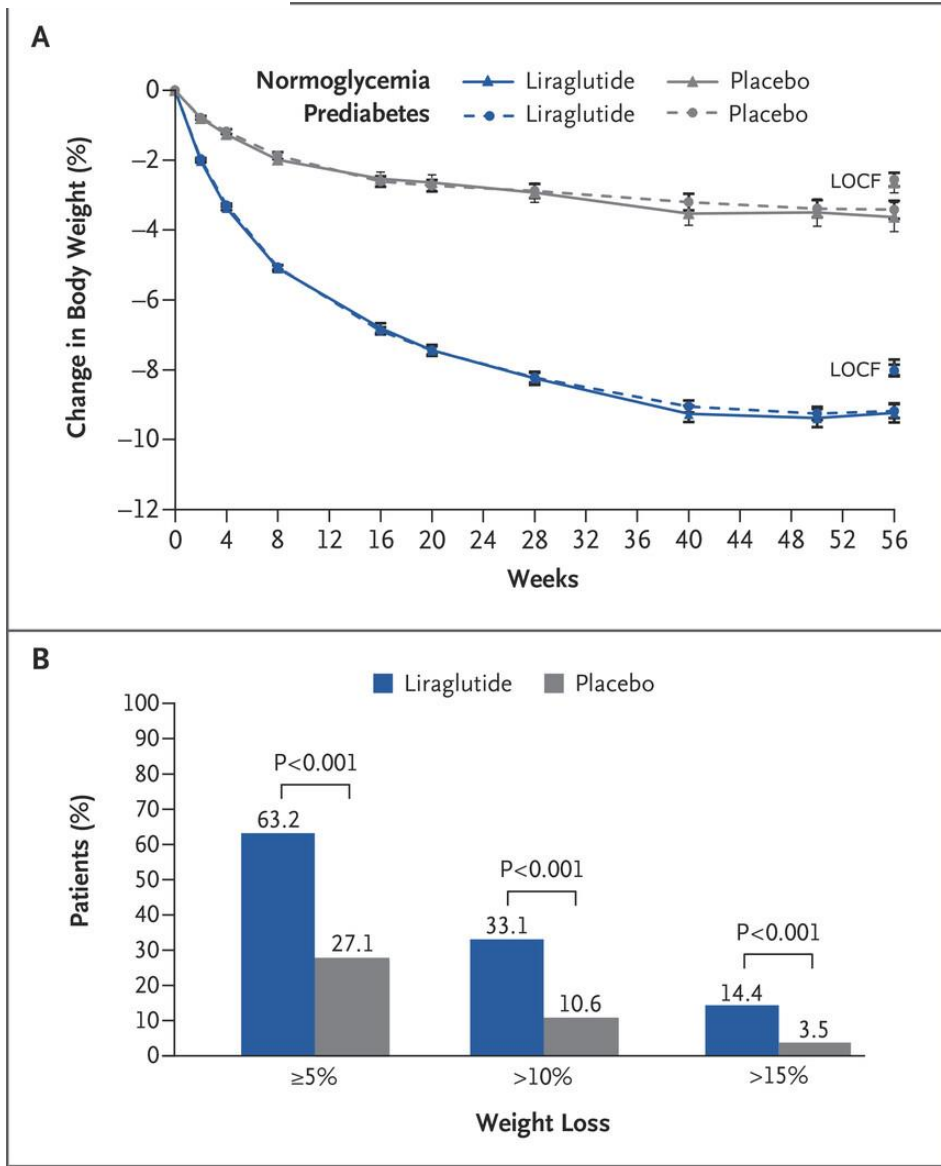 A
Normoglycemia Liraglutide Placebo
Prediabetes Liraglutide Placebo
0
−2
−4
−6
−8
−10
−12
Change in Body Weight (%)
LOCF
LOCF
0 4 8 12 16 20 24 28 32 36 40 44 48 52 56
Weeks
B
Liraglutide Placebo
100
90
80
70
60
50
40
30
20
10
0
Patients (%)
P<0.001
63.2
27.1
P<0.001
33.1
10.6
P<0.001
14.4
3.5
≥5% >10% >15%
Weight Loss